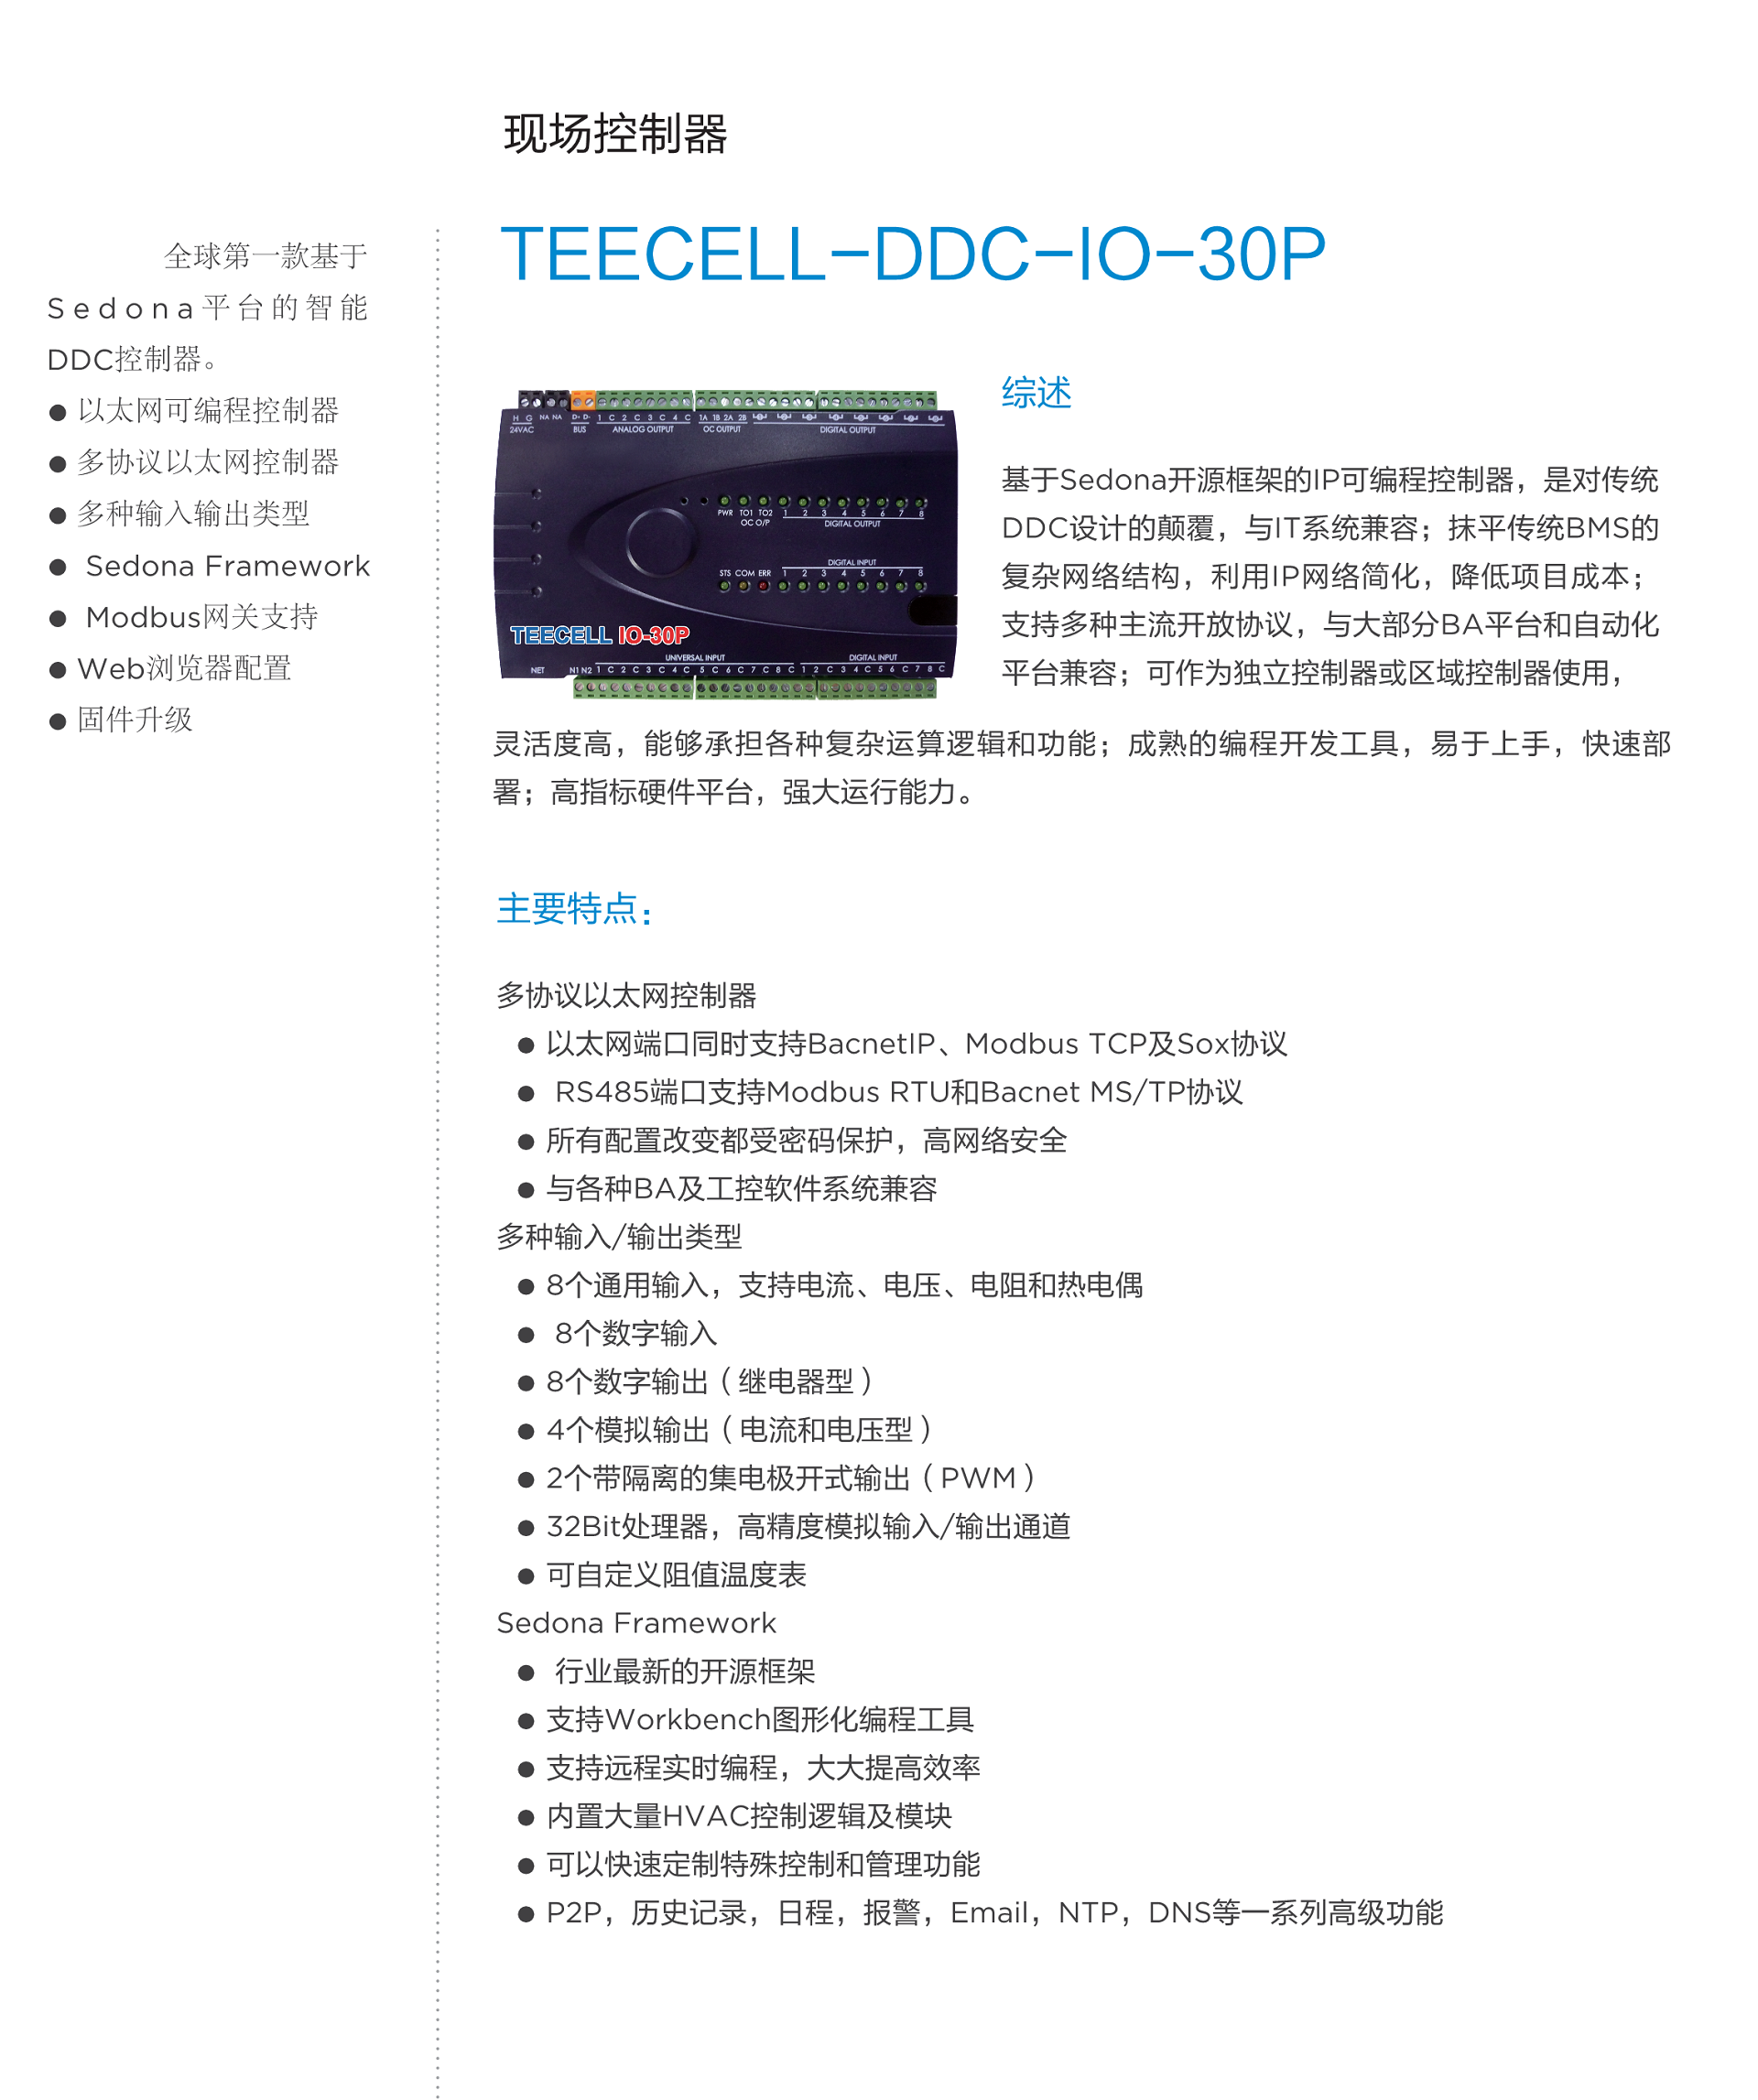 现场控制器
TEECELL-DDC-IO-30P
全球第一款基于
Sedona平台的智能
DDC控制器。
● 以太网可编程控制器
● 多协议以太网控制器
● 多种输入输出类型
● Sedona Framework
● Modbus网关支持
● Web浏览器配置
● 固件升级
H G NA NA D+ D- 1 C 2 C 3 C 4 C 1A 1B 2A 2B
24VAC BUS ANALOG OUTPUT OC OUTPUT DIGITAL OUTPUT
PWR TO1 TO2 1 2 3 4 5 6 7 8
OC O/P DIGITAL OUTPUT
DIGITAL INPUT
STS COM ERR 1 2 3 4 5 6 7 8
TEECELL IO-30P
UNIVERSAL INPUT DIGITAL INPUT
NET N1 N2 1 C 2 C 3 C 4 C 5 C 6 C 7 C 8 C 1 2 C 3 4 C 5 6 C 7 8 C
综述
基于Sedona开源框架的IP可编程控制器，是对传统
DDC设计的颠覆，与IT系统兼容；抹平传统BMS的
复杂网络结构，利用IP网络简化，降低项目成本；
支持多种主流开放协议，与大部分BA平台和自动化
平台兼容；可作为独立控制器或区域控制器使用，
灵活度高，能够承担各种复杂运算逻辑和功能；成熟的编程开发工具，易于上手，快速部
署；高指标硬件平台，强大运行能力。
主要特点：
多协议以太网控制器
● 以太网端口同时支持BacnetIP、Modbus TCP及Sox协议
● RS485端口支持Modbus RTU和Bacnet MS/TP协议
● 所有配置改变都受密码保护，高网络安全
● 与各种BA及工控软件系统兼容
多种输入/输出类型
● 8个通用输入，支持电流、电压、电阻和热电偶
● 8个数字输入
● 8个数字输出（继电器型）
● 4个模拟输出（电流和电压型）
● 2个带隔离的集电极开式输出（PWM）
● 32Bit处理器，高精度模拟输入/输出通道
● 可自定义阻值温度表
Sedona Framework
● 行业最新的开源框架
● 支持Workbench图形化编程工具
● 支持远程实时编程，大大提高效率
● 内置大量HVAC控制逻辑及模块
● 可以快速定制特殊控制和管理功能
● P2P，历史记录，日程，报警，Email，NTP，DNS等一系列高级功能